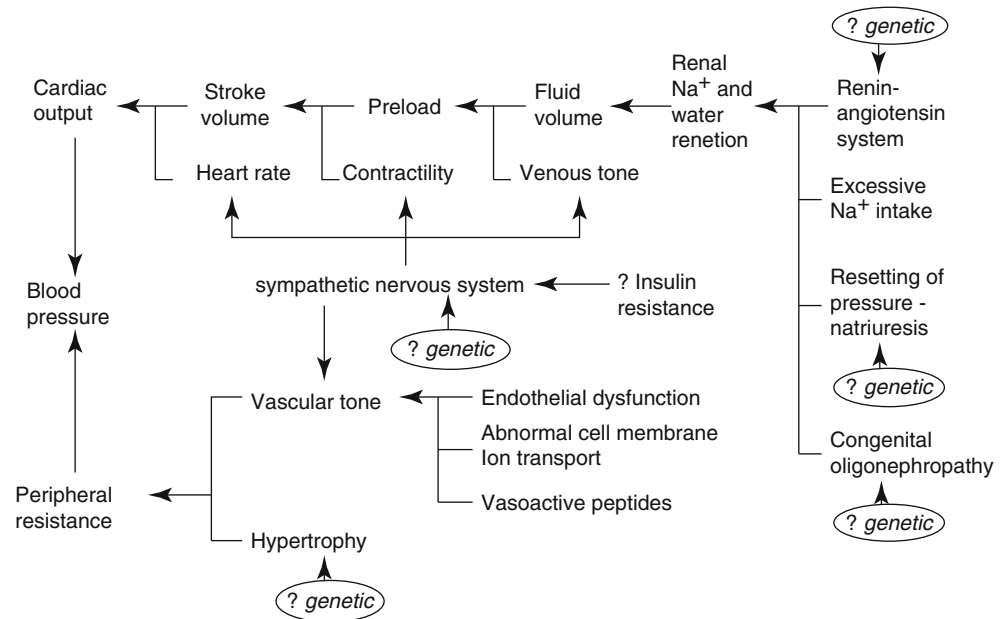 ? genetic
Cardiac
output
Stroke
volume
Preload
Fluid
volume
Renal
Na+ and
water
renetion
Renin-
angiotensin
system
Heart rate
Contractility
Venous tone
Excessive
Na+ intake
Blood
pressure
sympathetic nervous system
? Insulin
resistance
Resetting of
pressure -
natriuresis
? genetic
? genetic
Vascular tone
Endothelial dysfunction
Abnormal cell membrane
Ion transport
Vasoactive peptides
Congenital
oligonephropathy
? genetic
Peripheral
resistance
Hypertrophy
? genetic